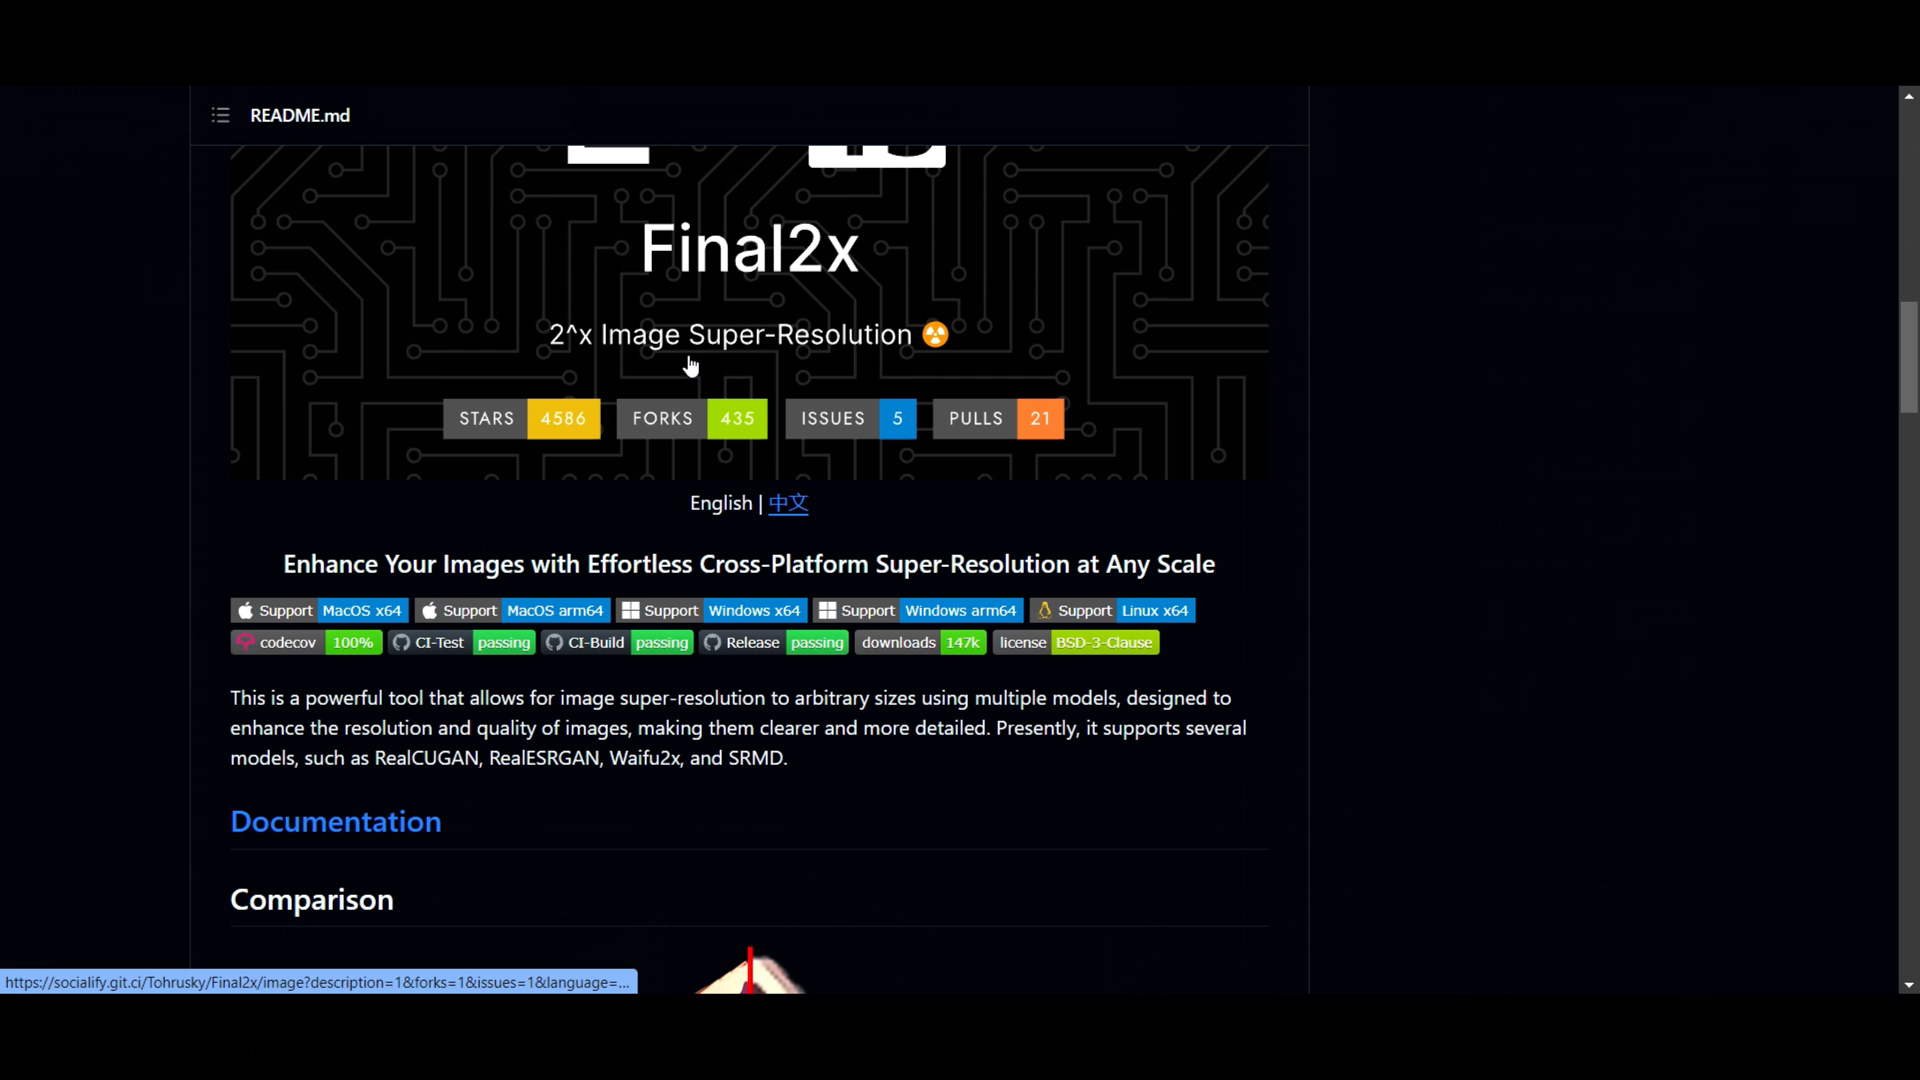 README.md
Final2x
2^x Image Super-Resolution ☢
STARS 4586 FORKS 435 ISSUES 5 PULLS 21
English | 中文
Enhance Your Images with Effortless Cross-Platform Super-Resolution at Any Scale
Support MacOS x64 Support MacOS arm64 Support Windows x64 Support Windows arm64 Support Linux x64
codecov 100% CI-Test passing CI-Build passing Release passing downloads 147k license BSD-3-Clause
This is a powerful tool that allows for image super-resolution to arbitrary sizes using multiple models, designed to
enhance the resolution and quality of images, making them clearer and more detailed. Presently, it supports several
models, such as RealCUGAN, RealESRGAN, Waifu2x, and SRMD.
Documentation
Comparison
https://socialify.git.ci/Tohrusky/Final2x/image?description=1&forks=1&issues=1&language=...